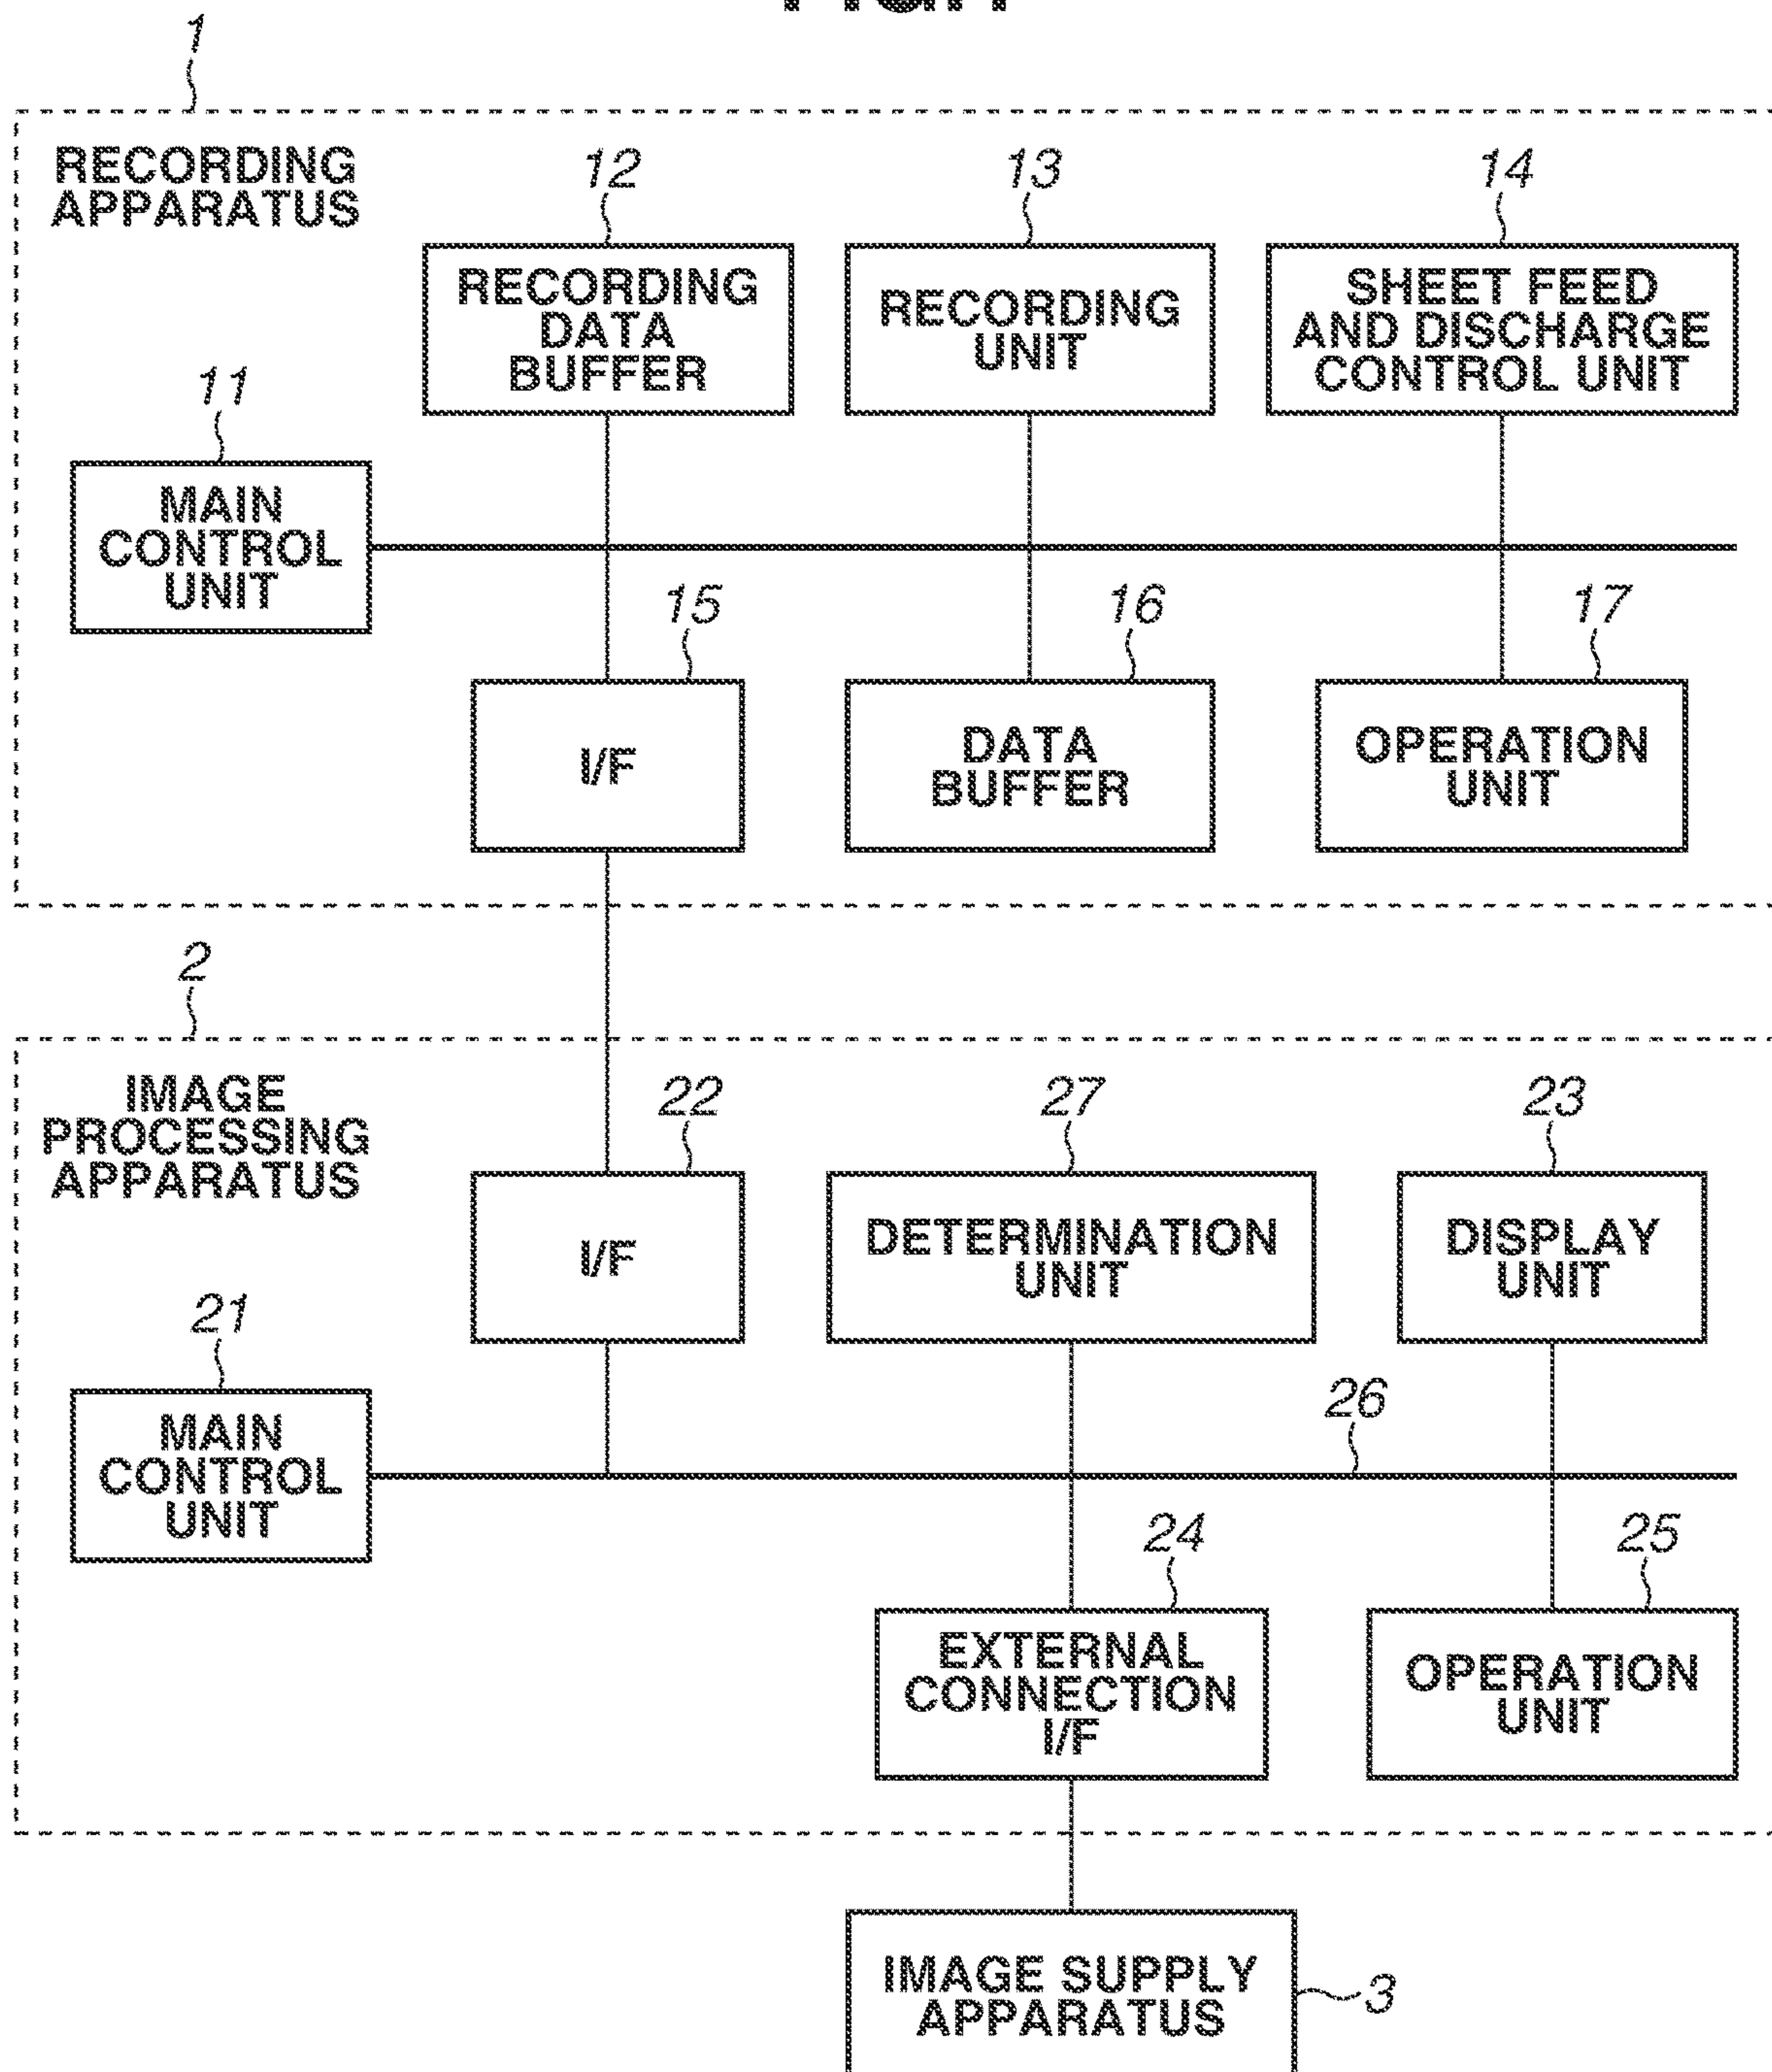 1
RECORDING
APPARATUS
12
13
14
RECORDING
DATA
BUFFER
RECORDING
UNIT
SHEET FEED
AND DISCHARGE
CONTROL UNIT
11
MAIN
CONTROL
UNIT
15
16
17
I/F
DATA
BUFFER
OPERATION
UNIT
2
IMAGE
PROCESSING
APPARATUS
22
27
23
I/F
DETERMINATION
UNIT
DISPLAY
UNIT
21
26
MAIN
CONTROL
UNIT
24
25
EXTERNAL
CONNECTION
I/F
OPERATION
UNIT
IMAGE SUPPLY
APPARATUS
3